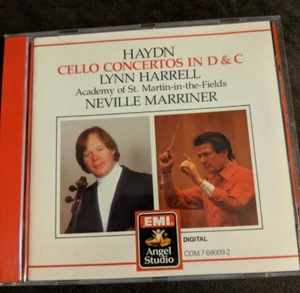 HAYDN
CELLO CONCERTOS IN D & C
LYNN HARRELL
Academy of St. Martin-in-the-Fields
NEVILLE MARRINER
EMI
Angel
Studio
DIGITAL
CDM 7 69009 2